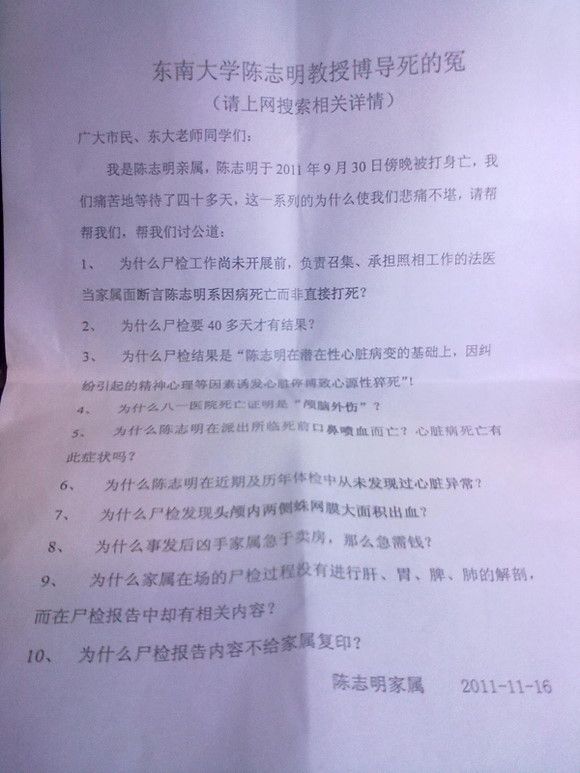 东南大学陈志明教授博导死的冤
（请上网搜索相关详情）
广大市民、东大老师同学们：
我是陈志明亲属，陈志明于 2011 年 9 月 30 日傍晚被打身亡，我
们痛苦地等待了四十多天，这一系列的为什么使我们悲痛不堪，请帮
帮我们，帮我们讨公道：
1、 为什么尸检工作尚未开展前，负责召集、承担照相工作的法医
当家属面断言陈志明系因病死亡而非直接打死？
2、 为什么尸检要 40 多天才有结果？
3、 为什么尸检结果是“陈志明在潜在性心脏病变的基础上，因纠
纷引起的精神心理等因素诱发心脏停搏致心源性猝死”！
4、 为什么八一医院死亡证明是“颅脑外伤”？
5、 为什么陈志明在派出所临死前口鼻喷血而亡？心脏病死亡有
此症状吗？
6、 为什么陈志明在近期及历年体检中从未发现过心脏异常？
7、 为什么尸检发现头颅内两侧蛛网膜大面积出血？
8、 为什么事发后凶手家属急于卖房，那么急需钱？
9、 为什么家属在场的尸检过程没有进行肝、胃、脾、肺的解剖，
而在尸检报告中却有相关内容？
10、 为什么尸检报告内容不给家属复印？
陈志明家属 2011-11-16